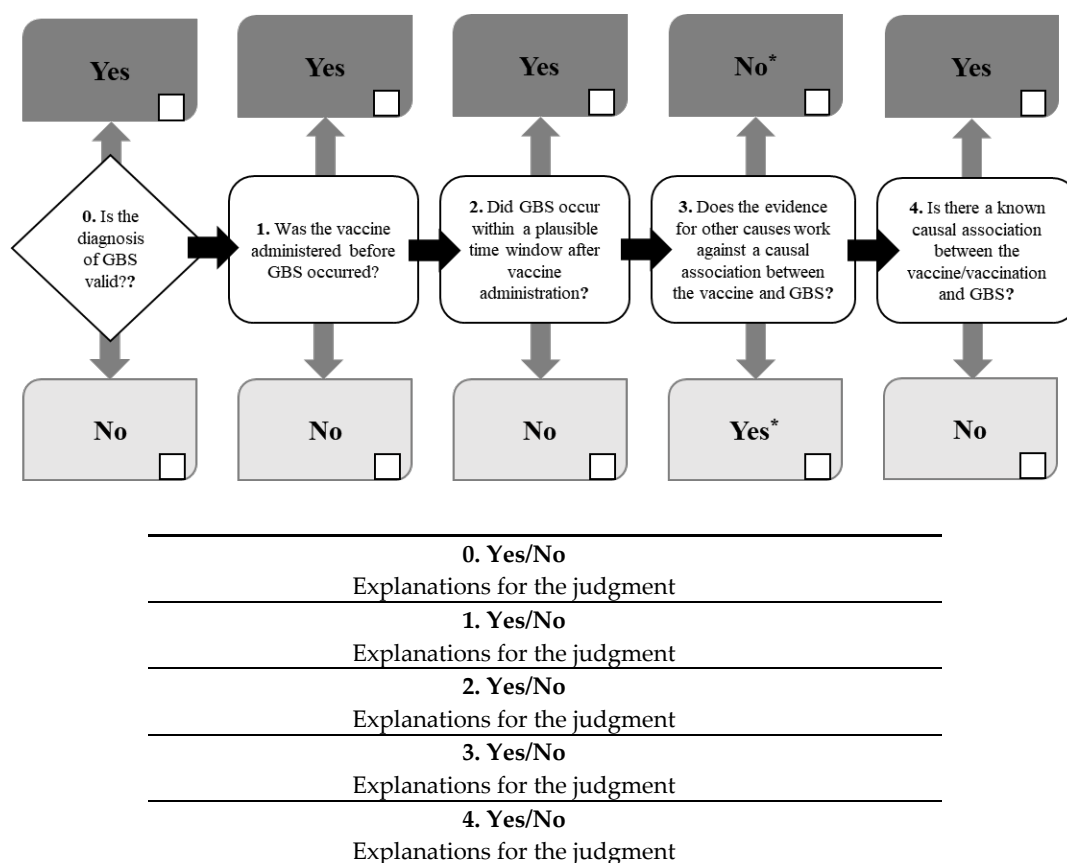 Yes
Yes
Yes
No*
Yes
0. Is the
diagnosis
of GBS
valid??
1. Was the vaccine
administered before
GBS occurred?
2. Did GBS occur
within a plausible
time window after
vaccine
administration?
3. Does the evidence
for other causes work
against a causal
association between
the vaccine and GBS?
4. Is there a known
causal association
between the
vaccine/vaccination
and GBS?
No
No
No
Yes*
No
0. Yes/No
Explanations for the judgment
1. Yes/No
Explanations for the judgment
2. Yes/No
Explanations for the judgment
3. Yes/No
Explanations for the judgment
4. Yes/No
Explanations for the judgment